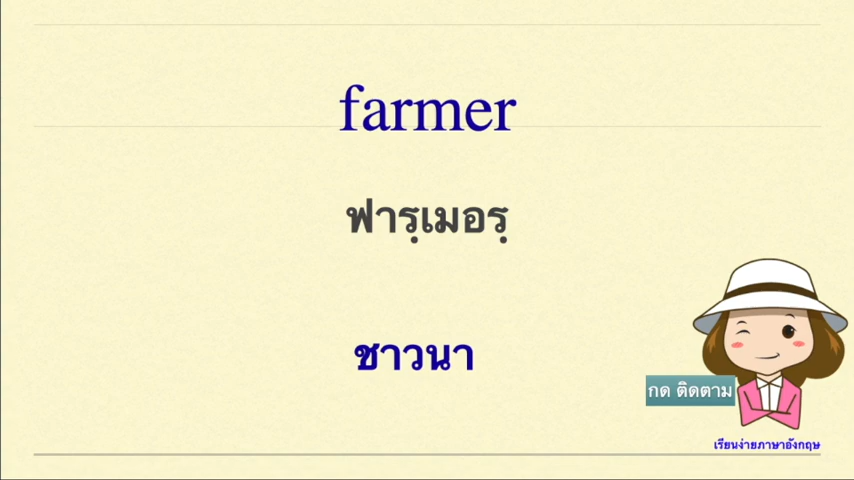 farmer
ฟารฺเมอรฺ
ชาวนา
กด ติดตาม
เรียนง่ายภาษาอังกฤษ